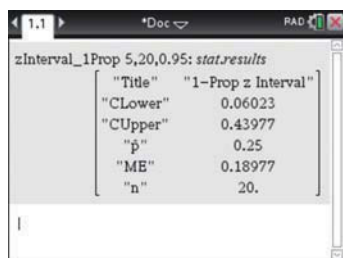 1.1 *Doc RAD
zInterval_1Prop 5,20,0.95: stat.results
"Title" "1-Prop z Interval"
"CLower" 0.06023
"CUpper" 0.43977
"p̂" 0.25
"ME" 0.18977
"n" 20.